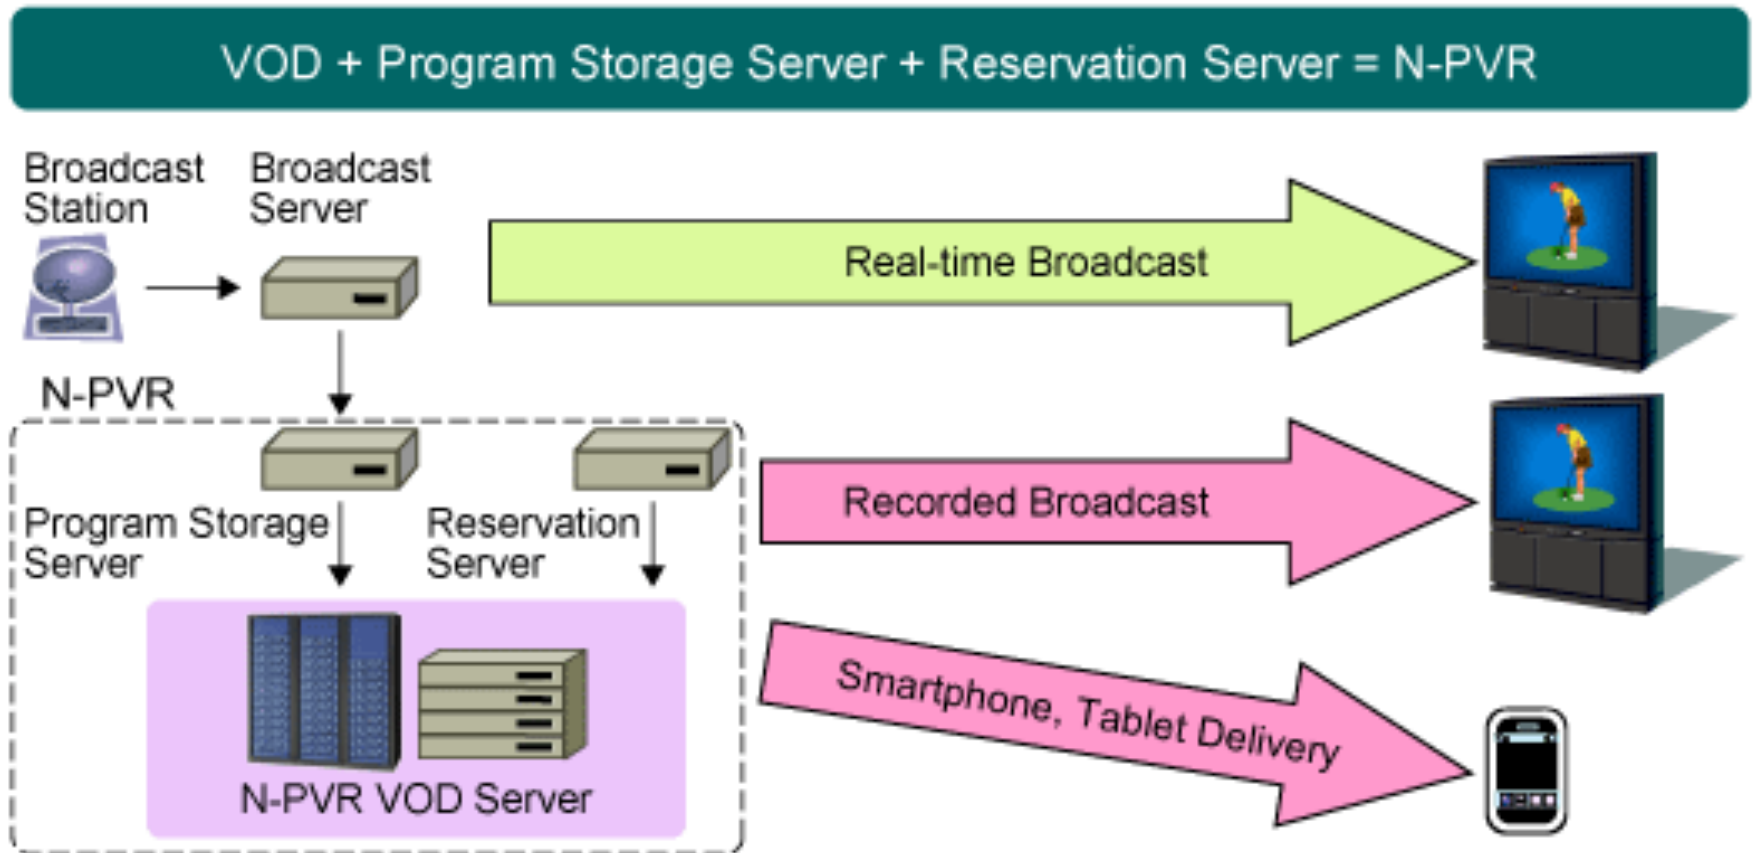 VOD + Program Storage Server + Reservation Server = N-PVR
Broadcast
Station
Broadcast
Server
Real-time Broadcast
N-PVR
Program Storage
Server
Reservation
Server
Recorded Broadcast
Smartphone, Tablet Delivery
N-PVR VOD Server